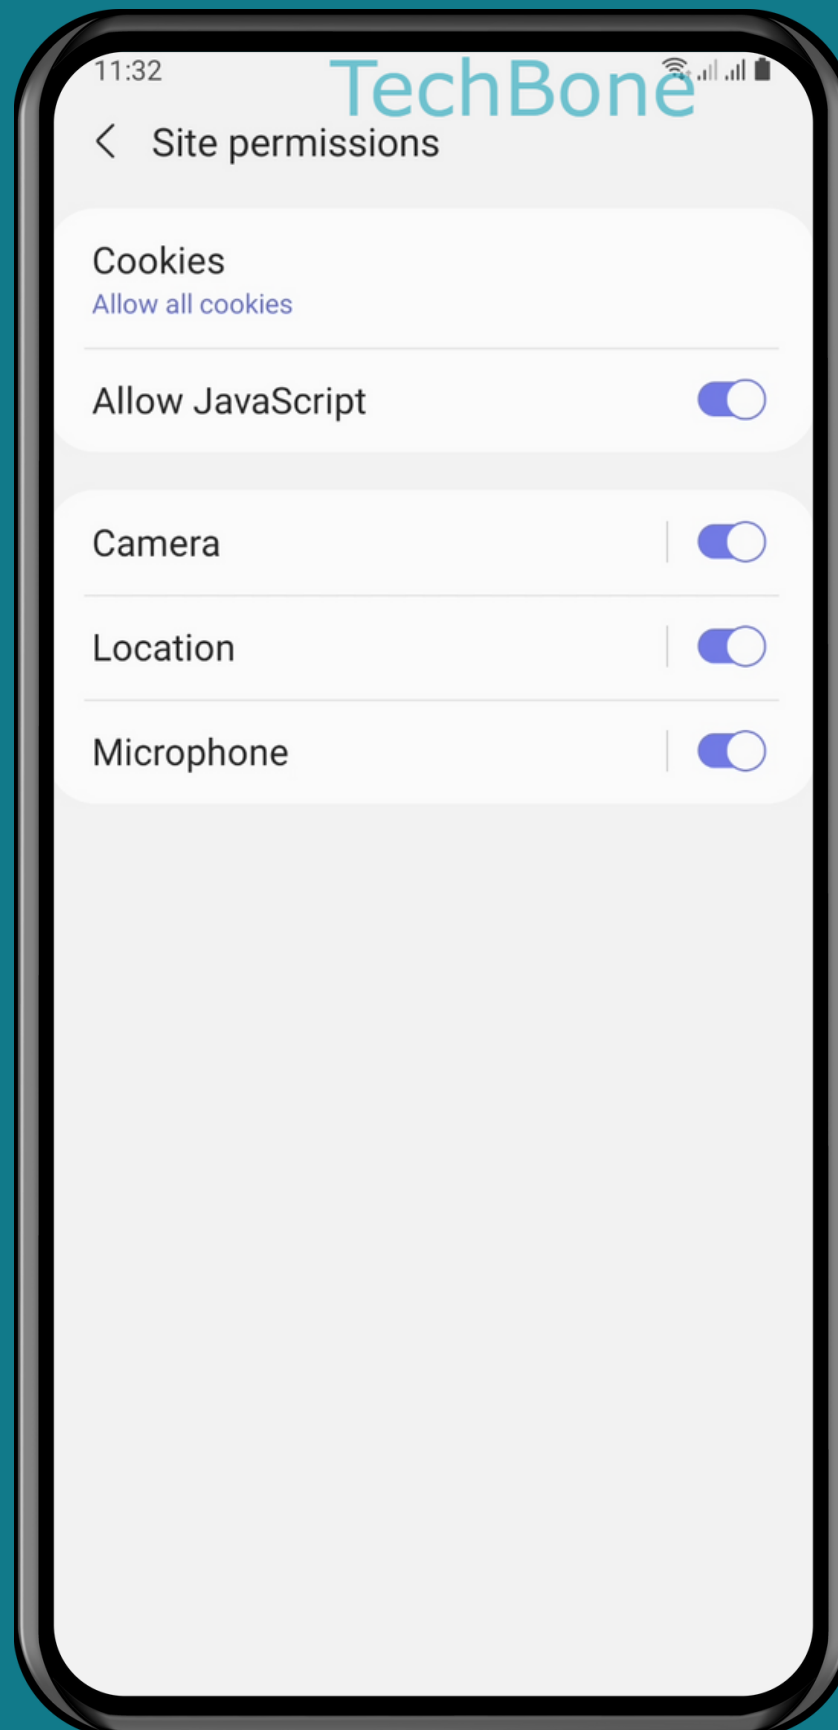 11:32
TechBone
Site permissions
Cookies
Allow all cookies
Allow JavaScript
Camera
Location
Microphone